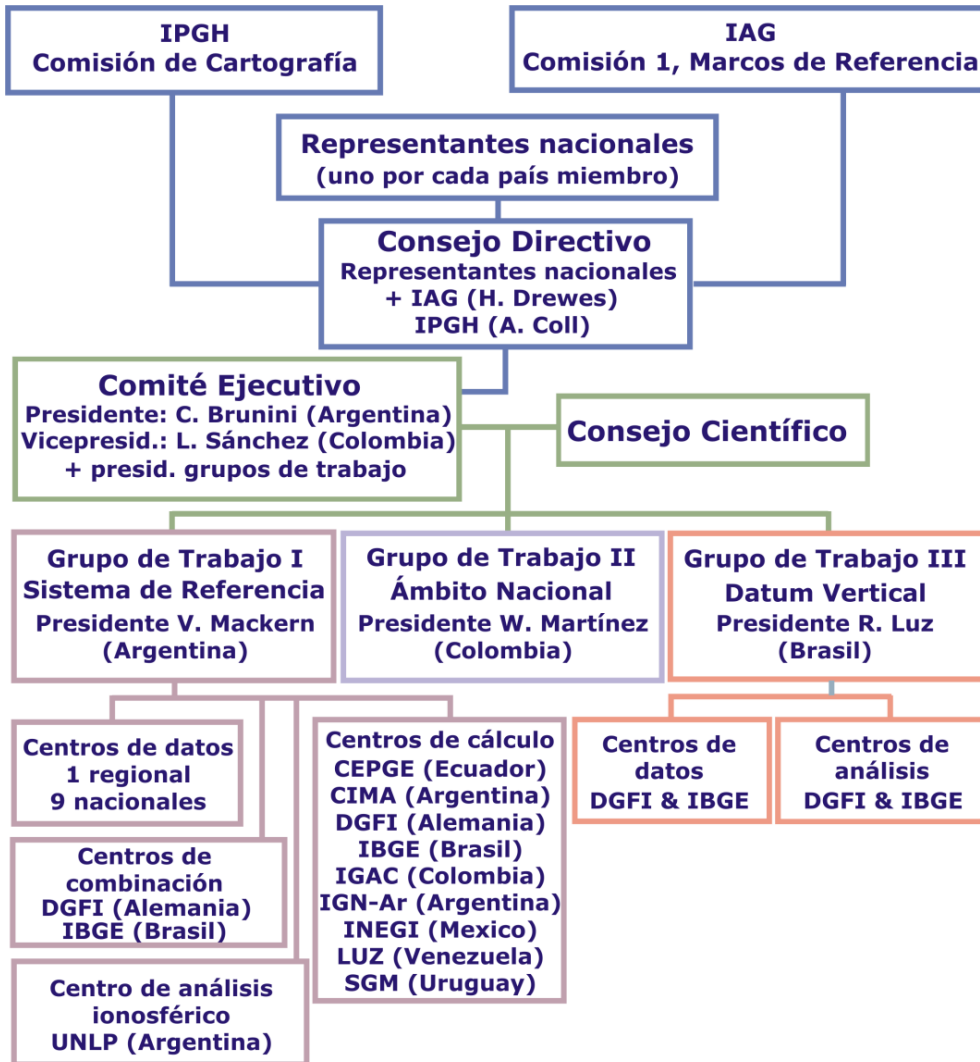 IPGH
Comisión de Cartografía
IAG
Comisión 1, Marcos de Referencia
Representantes nacionales
(uno por cada país miembro)
Consejo Directivo
Representantes nacionales
+ IAG (H. Drewes)
IPGH (A. Coll)
Comité Ejecutivo
Presidente: C. Brunini (Argentina)
Vicepresid.: L. Sánchez (Colombia)
+ presid. grupos de trabajo
Consejo Científico
Grupo de Trabajo I
Sistema de Referencia
Presidente V. Mackern
(Argentina)
Grupo de Trabajo II
Ámbito Nacional
Presidente W. Martínez
(Colombia)
Grupo de Trabajo III
Datum Vertical
Presidente R. Luz
(Brasil)
Centros de datos
1 regional
9 nacionales
Centros de
combinación
DGFI (Alemania)
IBGE (Brasil)
Centro de análisis
ionosférico
UNLP (Argentina)
Centros de cálculo
CEPGE (Ecuador)
CIMA (Argentina)
DGFI (Alemania)
IBGE (Brasil)
IGAC (Colombia)
IGN-Ar (Argentina)
INEGI (Mexico)
LUZ (Venezuela)
SGM (Uruguay)
Centros de
datos
DGFI & IBGE
Centros de
análisis
DGFI & IBGE